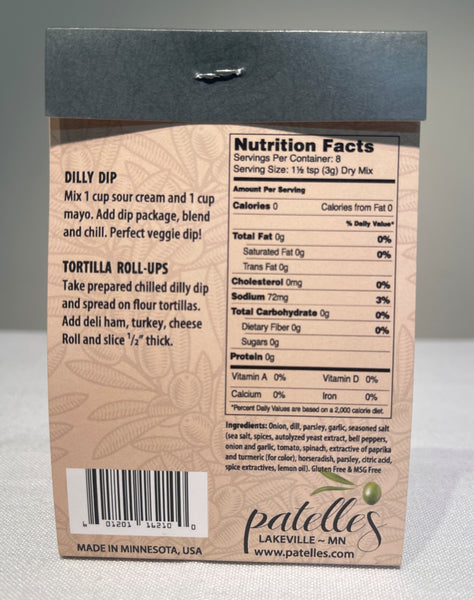 DILLY DIP
Mix 1 cup sour cream and 1 cup
mayo. Add dip package, blend
and chill. Perfect veggie dip!
TORTILLA ROLL-UPS
Take prepared chilled dilly dip
and spread on flour tortillas.
Add deli ham, turkey, cheese
Roll and slice 1/2" thick.
6 01201 16210 0
MADE IN MINNESOTA, USA
Nutrition Facts
Servings Per Container: 8
Serving Size: 1½ tsp (3g) Dry Mix
Amount Per Serving
Calories 0 Calories from Fat 0
% Daily Value*
Total Fat 0g 0%
Saturated Fat 0g 0%
Trans Fat 0g
Cholesterol 0mg 0%
Sodium 72mg 3%
Total Carbohydrate 0g 0%
Dietary Fiber 0g 0%
Sugars 0g
Protein 0g
Vitamin A 0% Vitamin D 0%
Calcium 0% Iron 0%
*Percent Daily Values are based on a 2,000 calorie diet.
Ingredients: Onion, dill, parsley, garlic, seasoned salt
(sea salt, spices, autolyzed yeast extract, bell peppers,
onion and garlic, tomato, spinach, extractive of paprika
and turmeric (for color), horseradish, parsley, citric acid,
spice extractives, lemon oil). Gluten Free & MSG Free
patelles
LAKEVILLE ~ MN
www.patelles.com